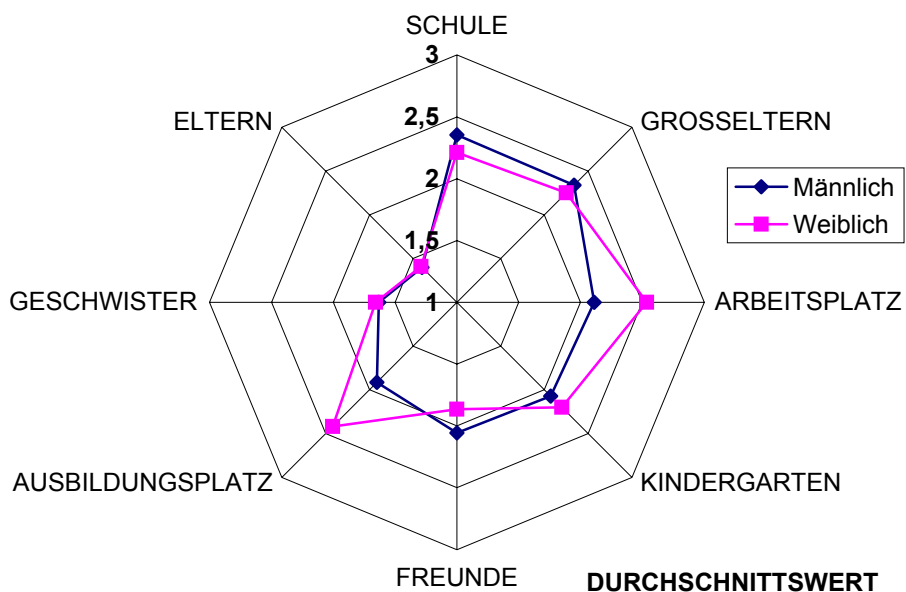 SCHULE
3
2,5
ELTERN
GROSSELTERN
2
Männlich
Weiblich
1,5
GESCHWISTER
1
ARBEITSPLATZ
AUSBILDUNGSPLATZ
KINDERGARTEN
FREUNDE
DURCHSCHNITTSWERT